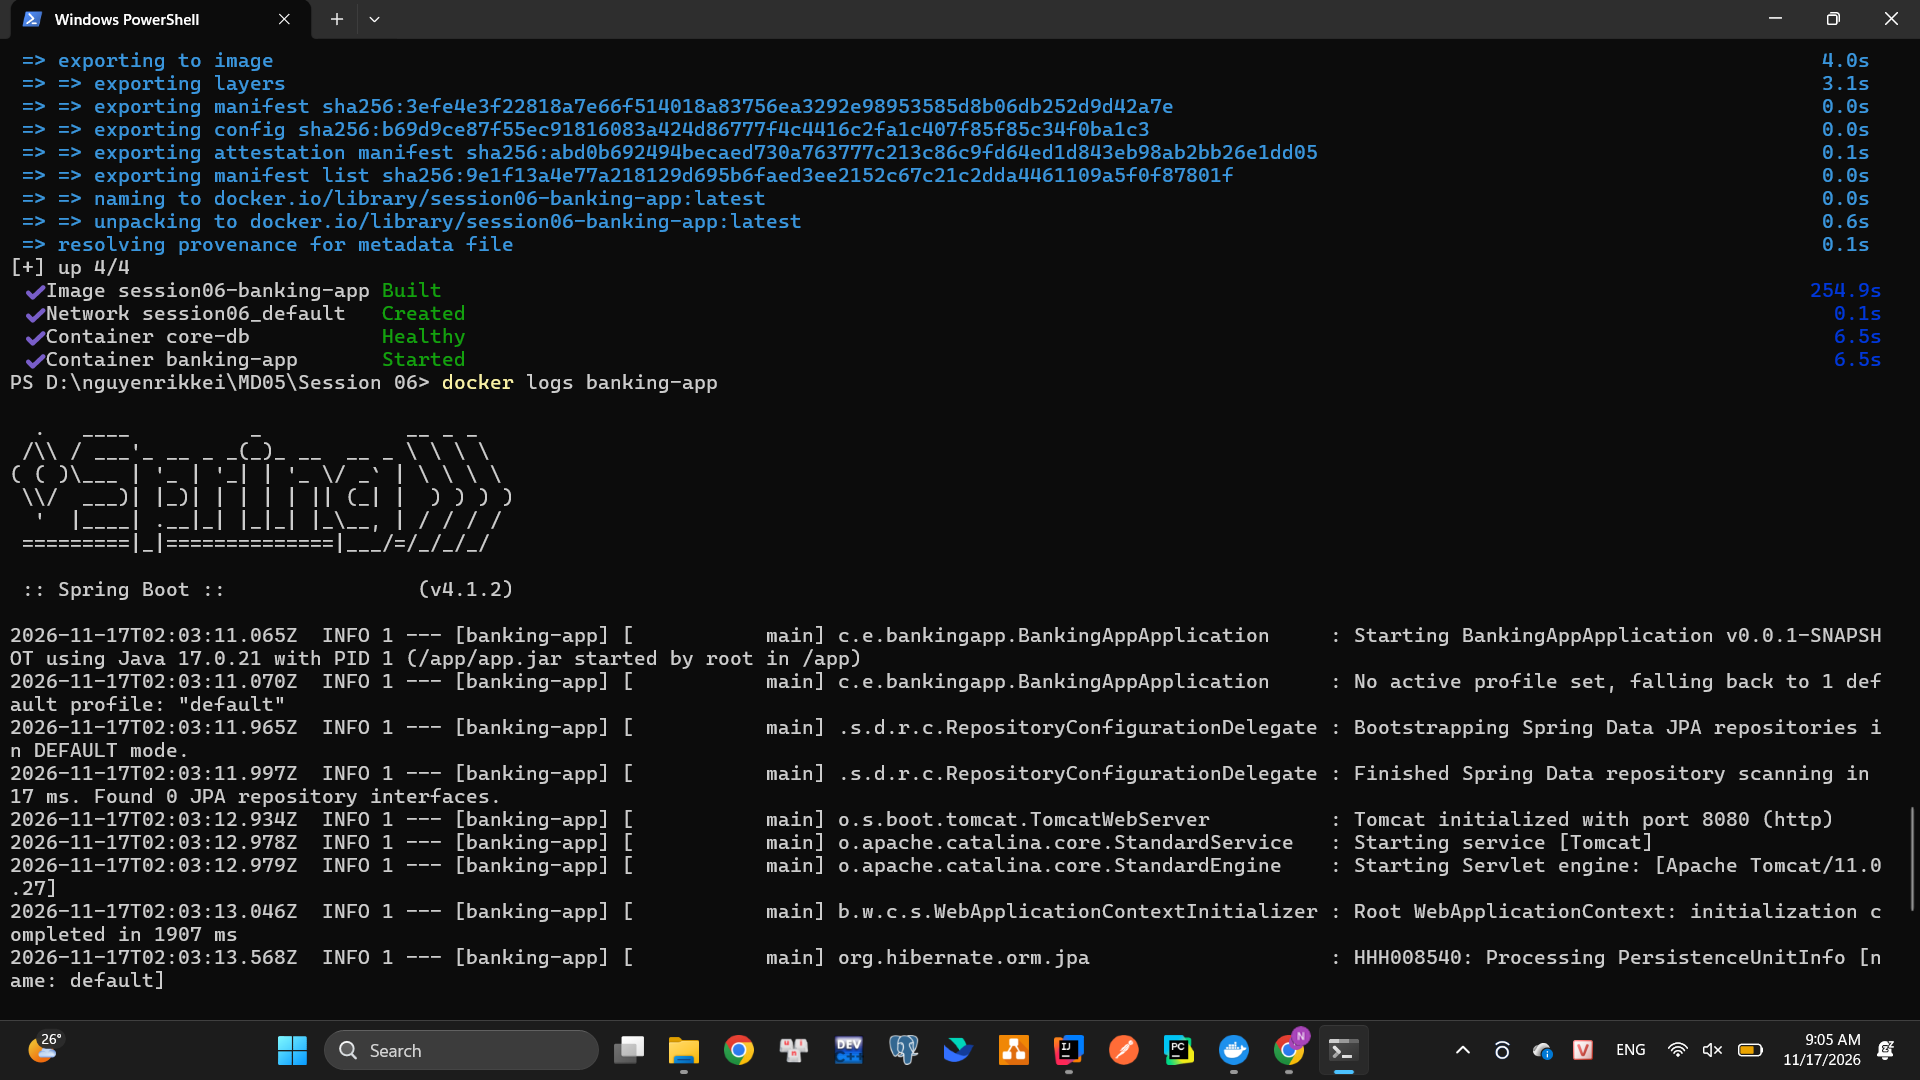 Windows PowerShell
=> exporting to image 4.0s
=> => exporting layers 3.1s
=> => exporting manifest sha256:3efe4e3f22818a7e66f514018a83756ea3292e98953585d8b06db252d9d42a7e 0.0s
=> => exporting config sha256:b69d9ce87f55ec91816083a424d86777f4c4416c2fa1c407f85f85c34f0ba1c3 0.0s
=> => exporting attestation manifest sha256:abd0b692494becaed730a763777c213c86c9fd64ed1d843eb98ab2bb26e1dd05 0.1s
=> => exporting manifest list sha256:9e1f13a4e77a218129d695b6faed3ee2152c67c21c2dda4461109a5f0f87801f 0.0s
=> => naming to docker.io/library/session06-banking-app:latest 0.0s
=> => unpacking to docker.io/library/session06-banking-app:latest 0.6s
=> resolving provenance for metadata file 0.1s
[+] up 4/4
✔Image session06-banking-app Built 254.9s
✔Network session06_default Created 0.1s
✔Container core-db Healthy 6.5s
✔Container banking-app Started 6.5s
PS D:\nguyenrikkei\MD05\Session 06> docker logs banking-app
  .   ____          _            __ _ _
 /\\ / ___'_ __ _ _(_)_ __  __ _ \ \ \ \
( ( )\___ | '_ | '_| | '_ \/ _` | \ \ \ \
 \\/  ___)| |_)| | | | | || (_| |  ) ) ) )
  '  |____| .__|_| |_|_| |_\__, | / / / /
 =========|_|==============|___/=/_/_/_/
:: Spring Boot :: (v4.1.2)
2026-11-17T02:03:11.065Z INFO 1 --- [banking-app] [ main] c.e.bankingapp.BankingAppApplication : Starting BankingAppApplication v0.0.1-SNAPSH
OT using Java 17.0.21 with PID 1 (/app/app.jar started by root in /app)
2026-11-17T02:03:11.070Z INFO 1 --- [banking-app] [ main] c.e.bankingapp.BankingAppApplication : No active profile set, falling back to 1 def
ault profile: "default"
2026-11-17T02:03:11.965Z INFO 1 --- [banking-app] [ main] .s.d.r.c.RepositoryConfigurationDelegate : Bootstrapping Spring Data JPA repositories i
n DEFAULT mode.
2026-11-17T02:03:11.997Z INFO 1 --- [banking-app] [ main] .s.d.r.c.RepositoryConfigurationDelegate : Finished Spring Data repository scanning in
17 ms. Found 0 JPA repository interfaces.
2026-11-17T02:03:12.934Z INFO 1 --- [banking-app] [ main] o.s.boot.tomcat.TomcatWebServer : Tomcat initialized with port 8080 (http)
2026-11-17T02:03:12.978Z INFO 1 --- [banking-app] [ main] o.apache.catalina.core.StandardService : Starting service [Tomcat]
2026-11-17T02:03:12.979Z INFO 1 --- [banking-app] [ main] o.apache.catalina.core.StandardEngine : Starting Servlet engine: [Apache Tomcat/11.0
.27]
2026-11-17T02:03:13.046Z INFO 1 --- [banking-app] [ main] b.w.c.s.WebApplicationContextInitializer : Root WebApplicationContext: initialization c
ompleted in 1907 ms
2026-11-17T02:03:13.568Z INFO 1 --- [banking-app] [ main] org.hibernate.orm.jpa : HHH008540: Processing PersistenceUnitInfo [n
ame: default]
26°
Search
DEV
IJ
PC
N
V
ENG
9:05 AM
11/17/2026